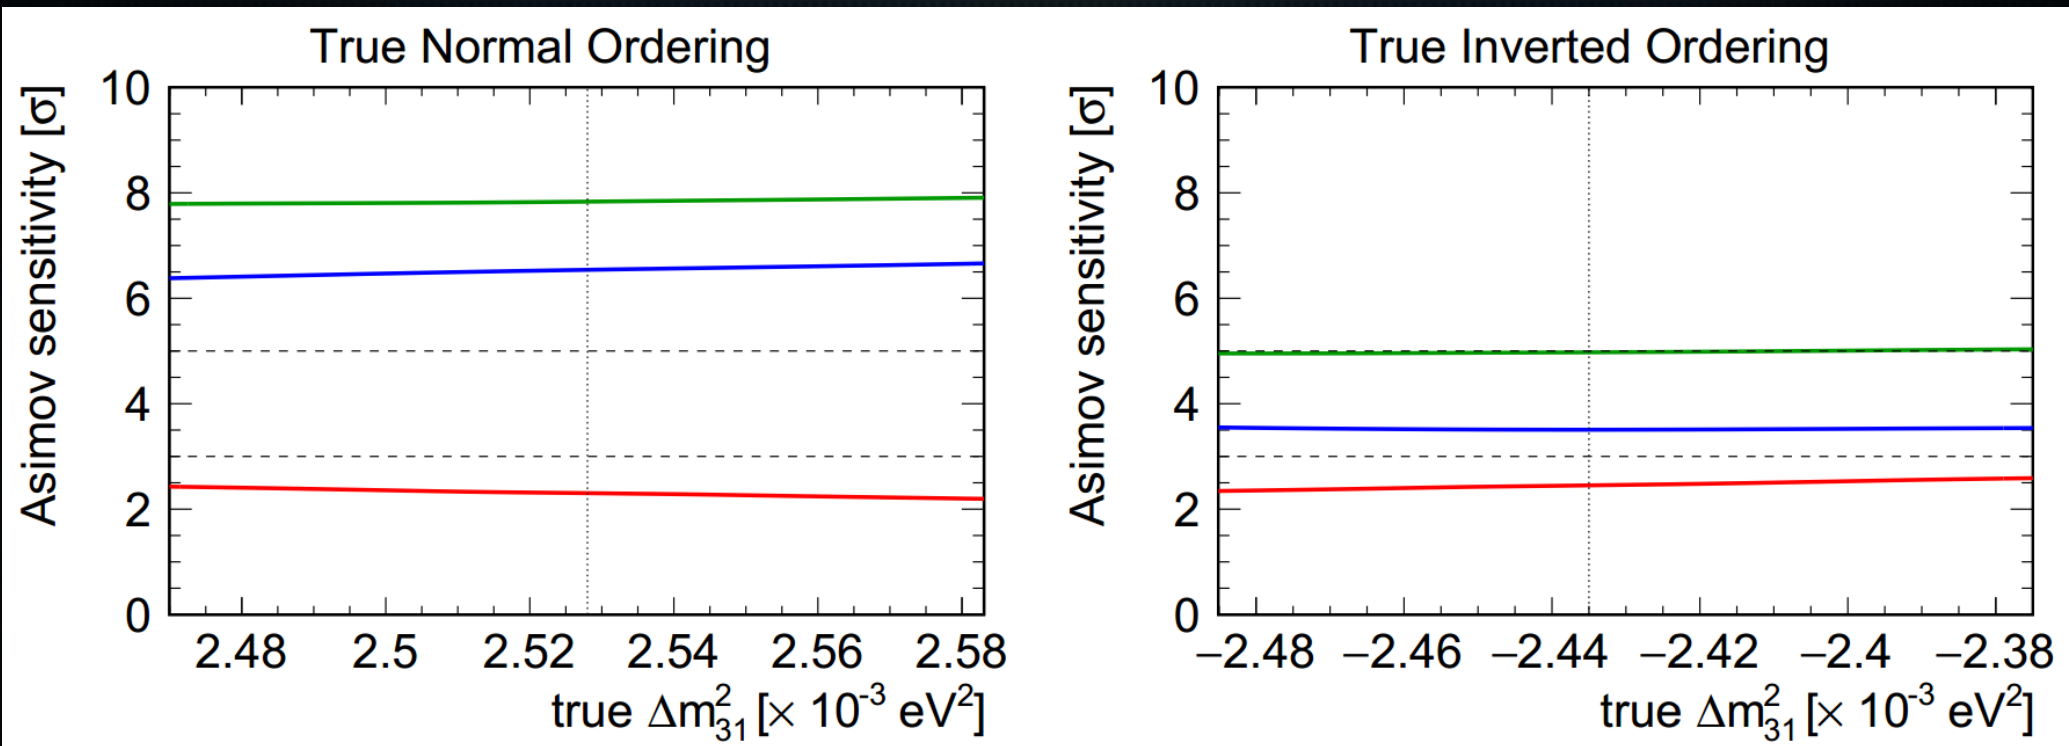 True Normal Ordering
Asimov sensitivity [σ]
10
8
6
4
2
0
2.48 2.5 2.52 2.54 2.56 2.58
true Δm²₃₁ [× 10⁻³ eV²]
True Inverted Ordering
Asimov sensitivity [σ]
10
8
6
4
2
0
−2.48 −2.46 −2.44 −2.42 −2.4 −2.38
true Δm²₃₁ [× 10⁻³ eV²]